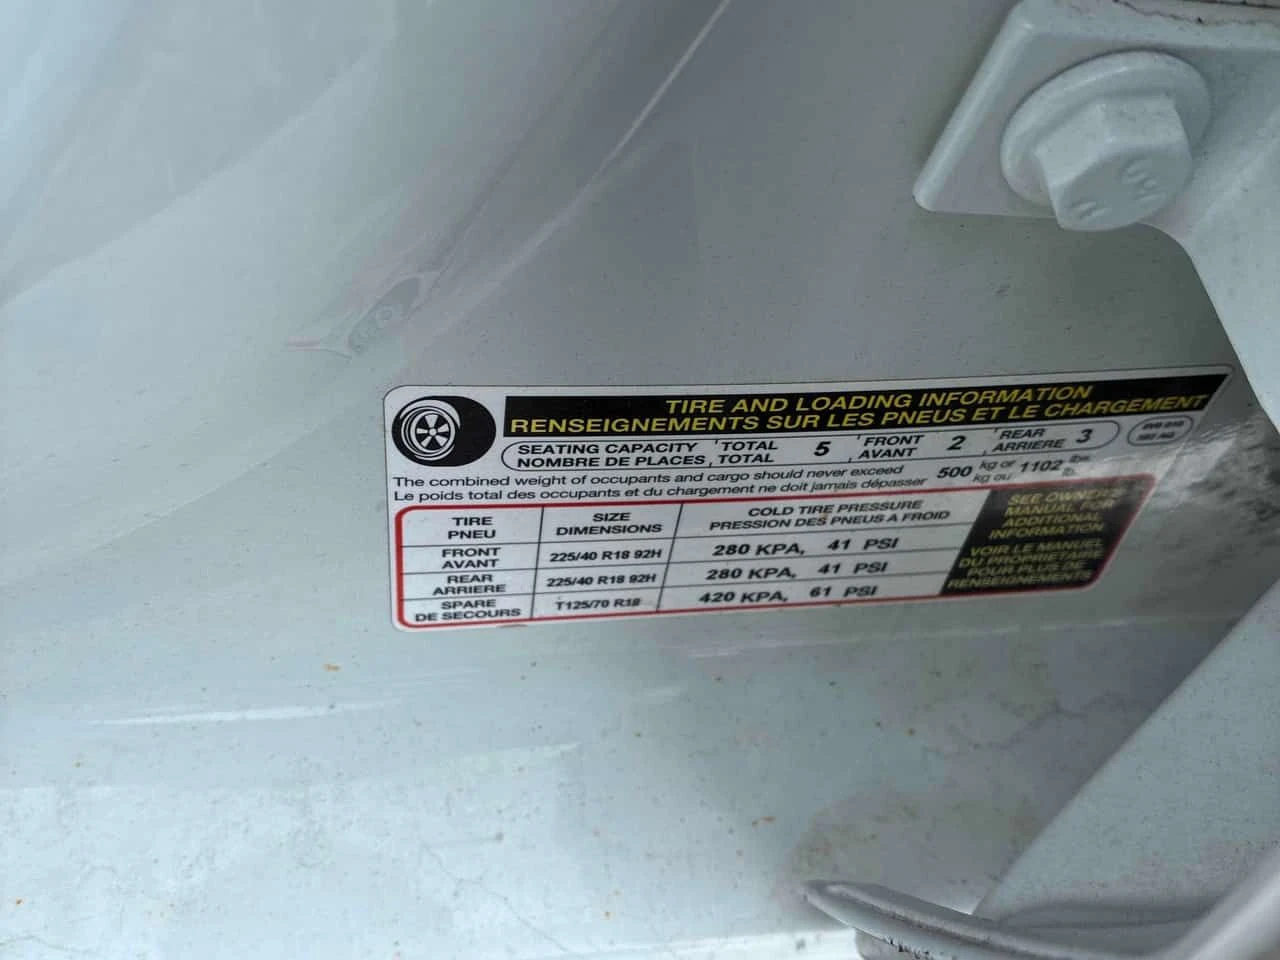 TIRE AND LOADING INFORMATION
RENSEIGNEMENTS SUR LES PNEUS ET LE CHARGEMENT
SEATING CAPACITY TOTAL 5 FRONT 2 REAR 3
NOMBRE DE PLACES TOTAL AVANT ARRIERE
The combined weight of occupants and cargo should never exceed 500 kg or 1102 lbs.
Le poids total des occupants et du chargement ne doit jamais dépasser kg ou lb.
TIRE SIZE COLD TIRE PRESSURE
PNEU DIMENSIONS PRESSION DES PNEUS A FROID
FRONT
AVANT 225/40 R18 92H 280 KPA, 41 PSI
REAR
ARRIERE 225/40 R18 92H 280 KPA, 41 PSI
SPARE
DE SECOURS T125/70 R18 420 KPA, 61 PSI
SEE OWNER'S
MANUAL FOR
ADDITIONAL
INFORMATION
VOIR LE MANUEL
DU PROPRIETAIRE
POUR PLUS DE
RENSEIGNEMENTS